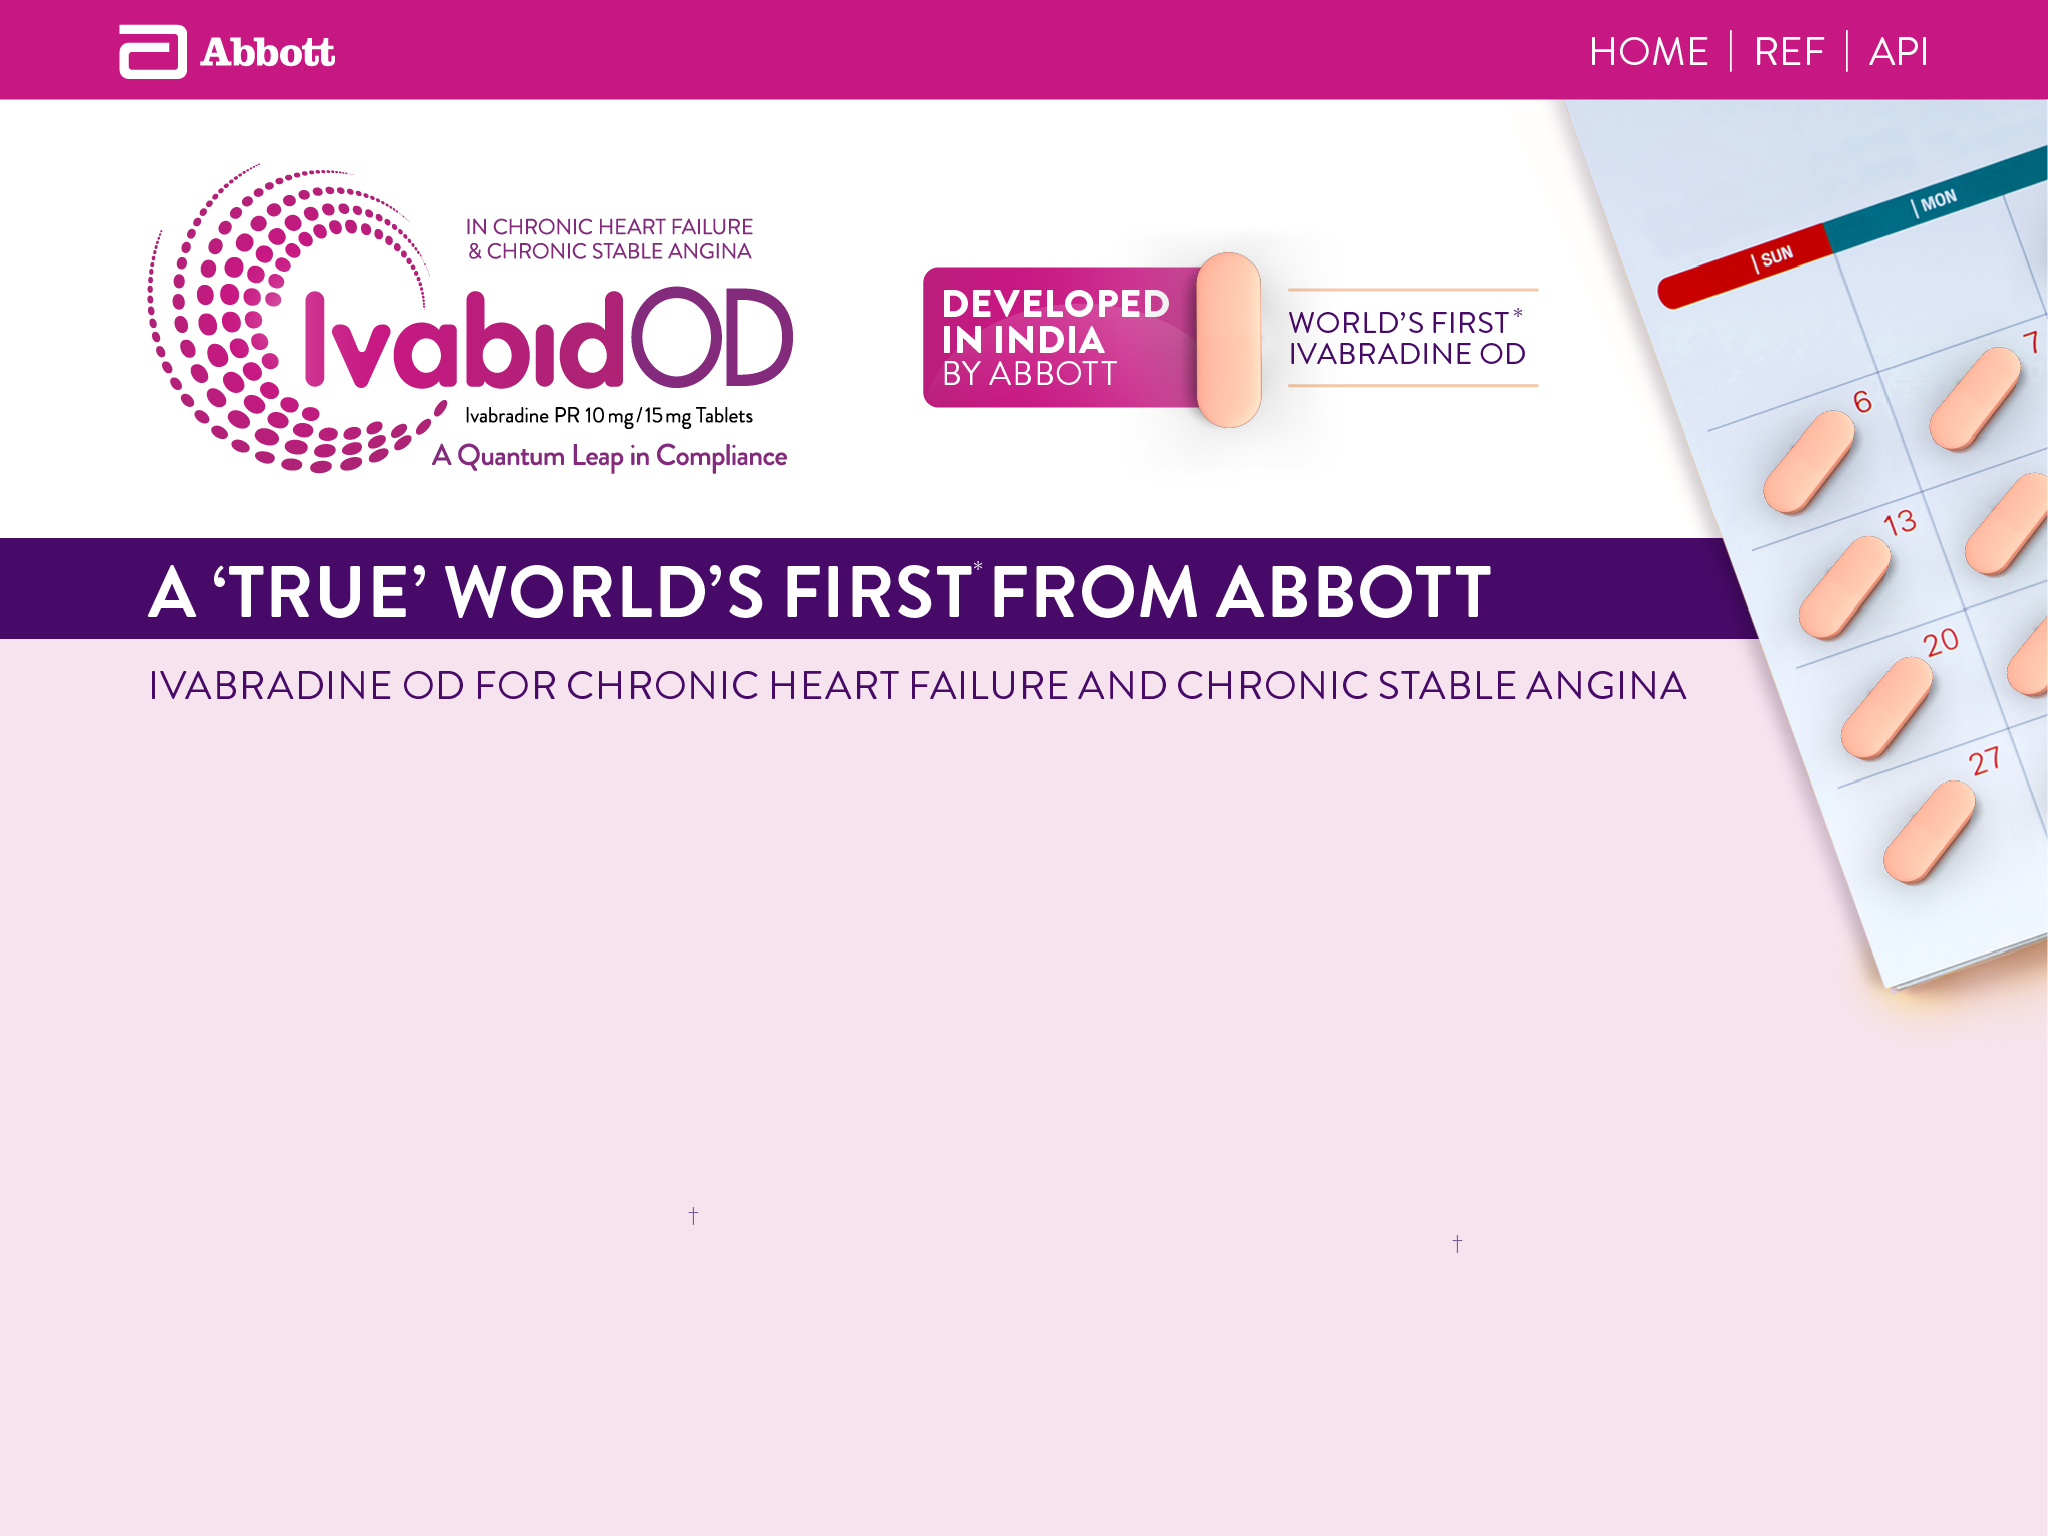 Abbott
HOME | REF | API
IN CHRONIC HEART FAILURE
& CHRONIC STABLE ANGINA
IvabidOD
Ivabradine PR 10 mg/15 mg Tablets
A Quantum Leap in Compliance
DEVELOPED
IN INDIA
BY ABBOTT
WORLD'S FIRST*
IVABRADINE OD
| SUN | MON
6 7
13
20
27
A ‘TRUE’ WORLD’S FIRST* FROM ABBOTT
IVABRADINE OD FOR CHRONIC HEART FAILURE AND CHRONIC STABLE ANGINA
†
†